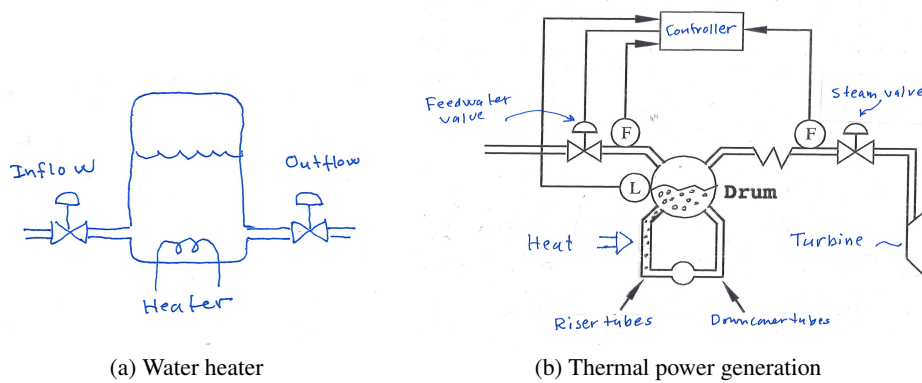 Inflow
Outflow
Heater
(a) Water heater
Controller
Feedwater
valve
Steam valve
F
F
L
Drum
Heat
Turbine
Riser tubes
Downcomer tubes
(b) Thermal power generation